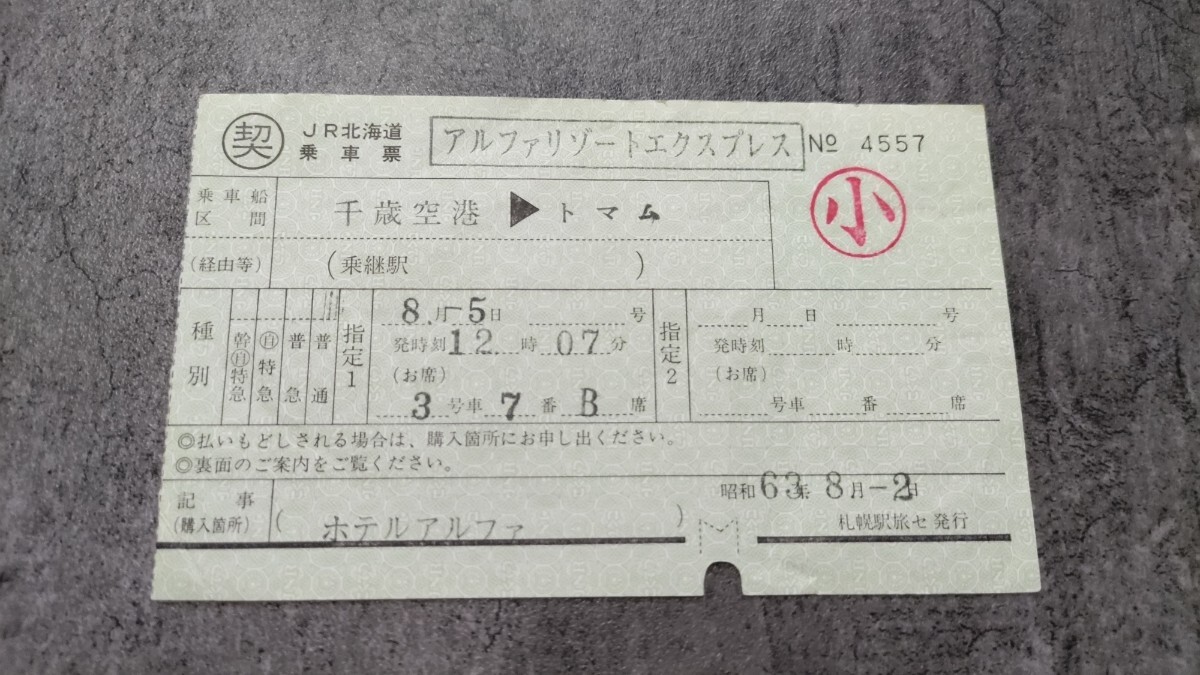 契 JR北海道 乗車票 アルファリゾートエクスプレス № 4557
小
乗車船区間 千歳空港 ▶ トマム
(経由等) (乗継駅 )
種別 幹自特急 自特急 普急 普通
指定1 8月-5日 号
発時刻 12時07分
(お席)
3号車 7番 B席
指定2 月 日 号
発時刻 時 分
(お席)
号車 番 席
◎払いもどしされる場合は、購入箇所にお申し出ください。
◎裏面のご案内をご覧ください。
昭和63年 8月-2日
記事 (購入箇所) ( ホテルアルファ )
札幌駅旅セ発行